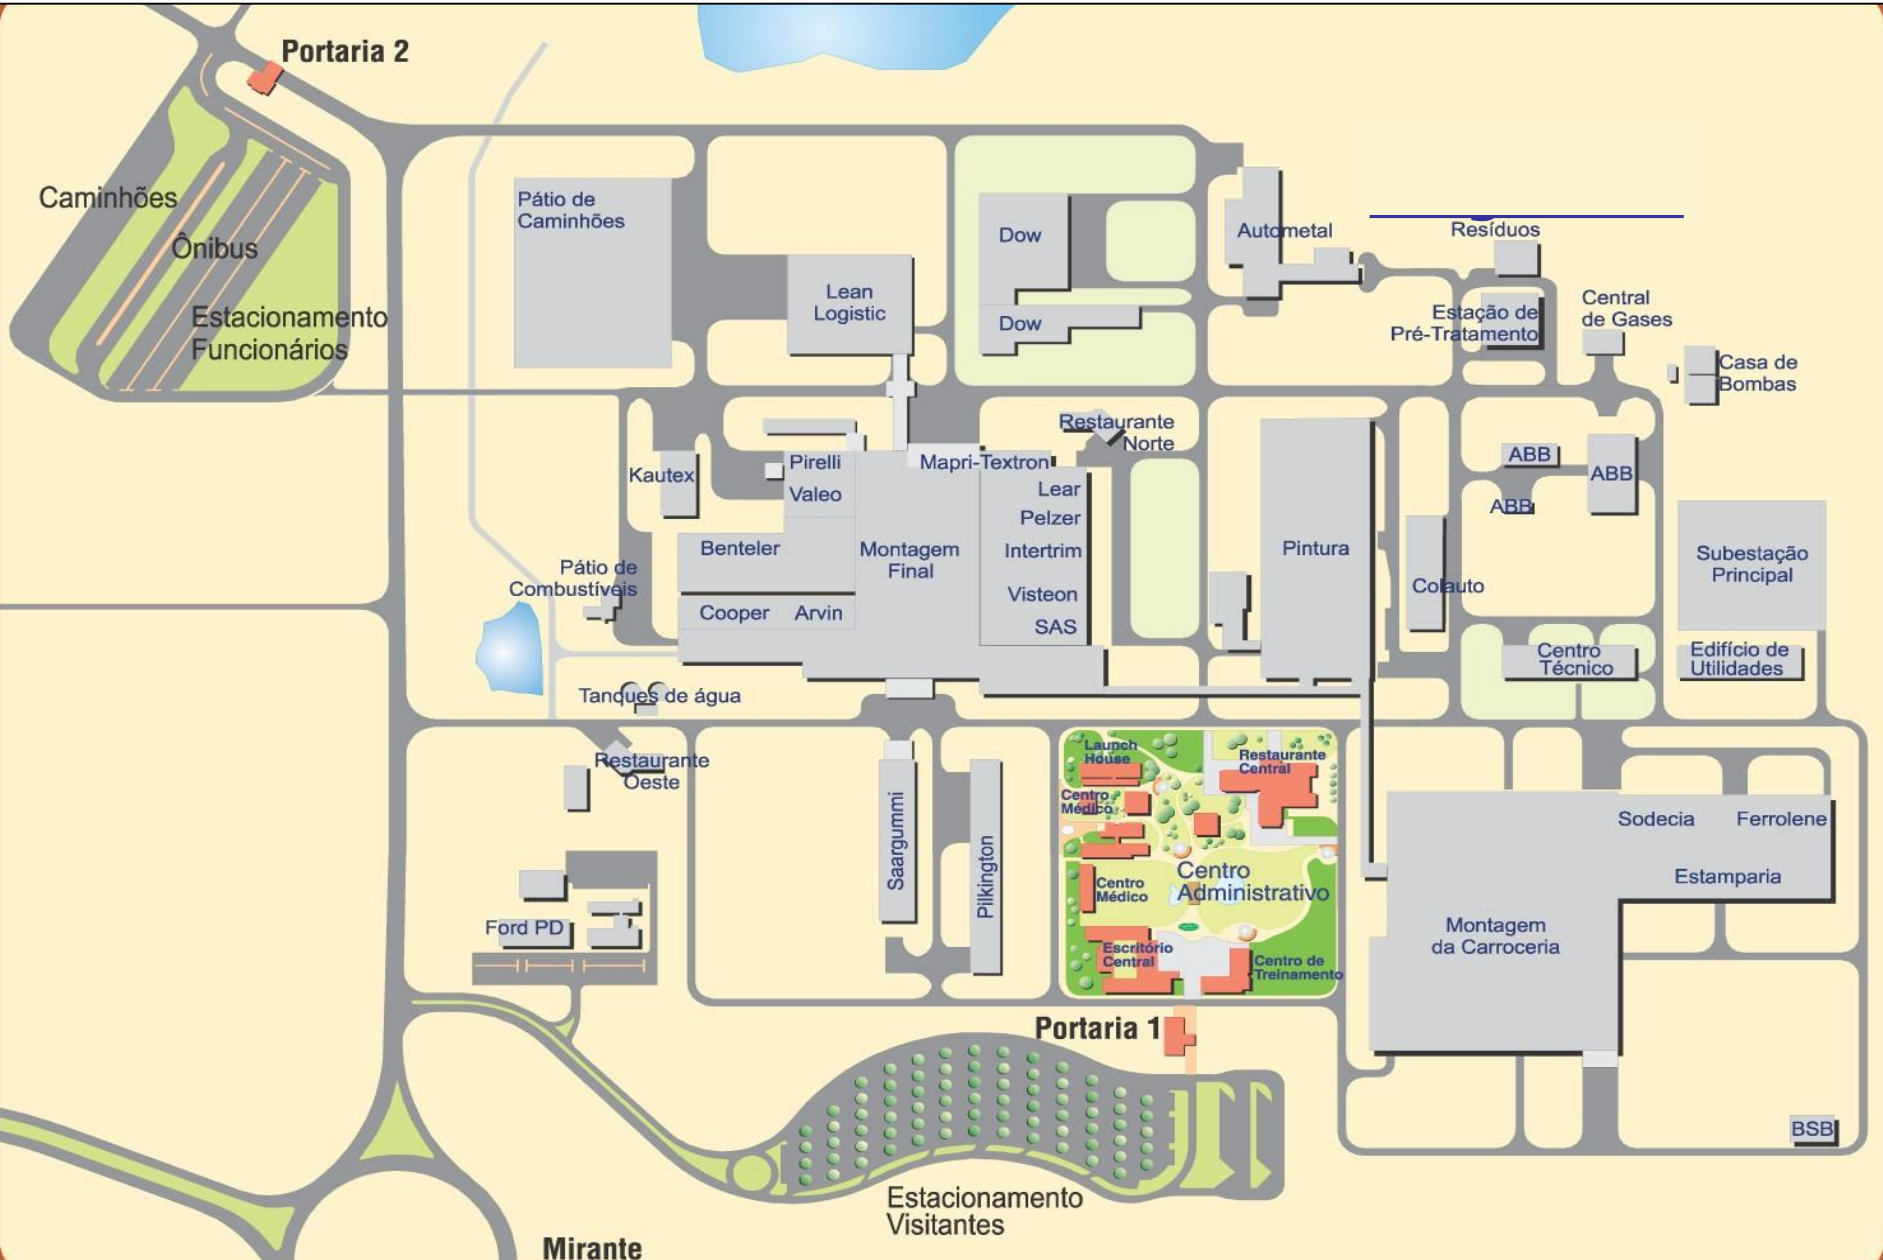 Portaria 2
Caminhões
Ônibus
Estacionamento
Funcionários
Pátio de
Caminhões
Lean
Logistic
Dow
Dow
Autometal
Resíduos
Estação de
Pré-Tratamento
Central
de Gases
Casa de
Bombas
Restaurante
Norte
Kautex
Pirelli
Valeo
Mapri-Textron
Lear
Pelzer
Intertrim
Visteon
SAS
Benteler
Cooper
Arvin
Montagem
Final
Pintura
Colauto
ABB
ABB
ABB
Subestação
Principal
Edifício de
Utilidades
Centro
Técnico
Pátio de
Combustíveis
Tanques de água
Restaurante
Oeste
Saargummi
Pilkington
Launch
House
Restaurante
Central
Centro
Médico
Centro
Administrativo
Centro
Médico
Escritório
Central
Centro de
Treinamento
Sodecia
Ferrolene
Estamparia
Montagem
da Carroceria
Ford PD
Portaria 1
BSB
Estacionamento
Visitantes
Mirante